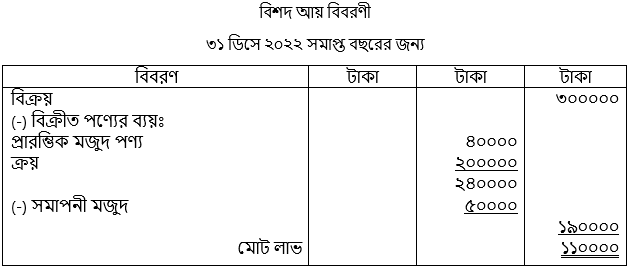 বিশদ আয় বিবরণী
৩১ ডিসে ২০২২ সমাপ্ত বছরের জন্য
বিবরণ টাকা টাকা টাকা
বিক্রয় ৩০০০০০
(-) বিক্রীত পণ্যের ব্যয়ঃ
প্রারম্ভিক মজুদ পণ্য ৪০০০০
ক্রয় ২০০০০০
২৪০০০০
(-) সমাপনী মজুদ ৫০০০০
১৯০০০০
মোট লাভ ১১০০০০